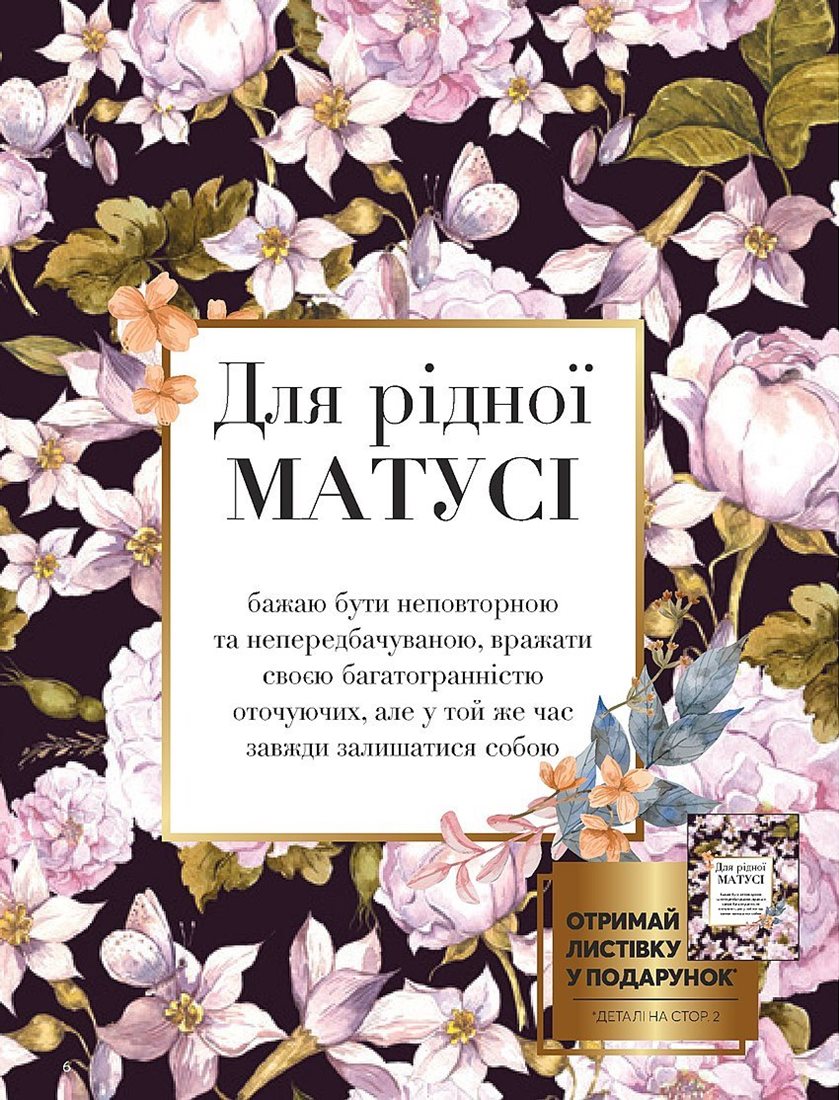 Для рідної
МАТУСІ
бажаю бути неповторною
та непередбачуваною, вражати
своєю багатогранністю
оточуючих, але у той же час
завжди залишатися собою
Для рідної
МАТУСІ
ОТРИМАЙ
ЛИСТІВКУ
У ПОДАРУНОК*
*ДЕТАЛІ НА СТОР. 2
6